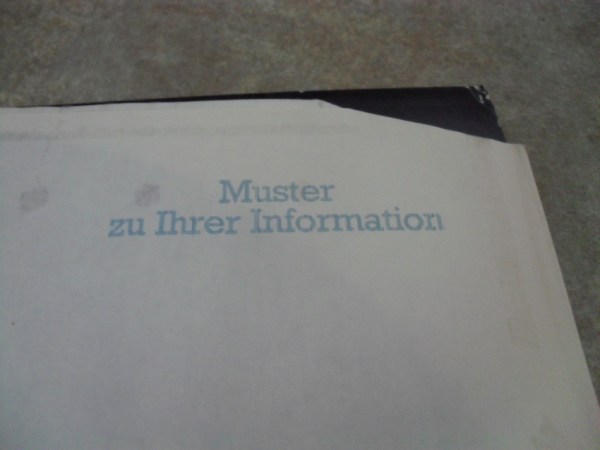 Muster
zu Ihrer Information